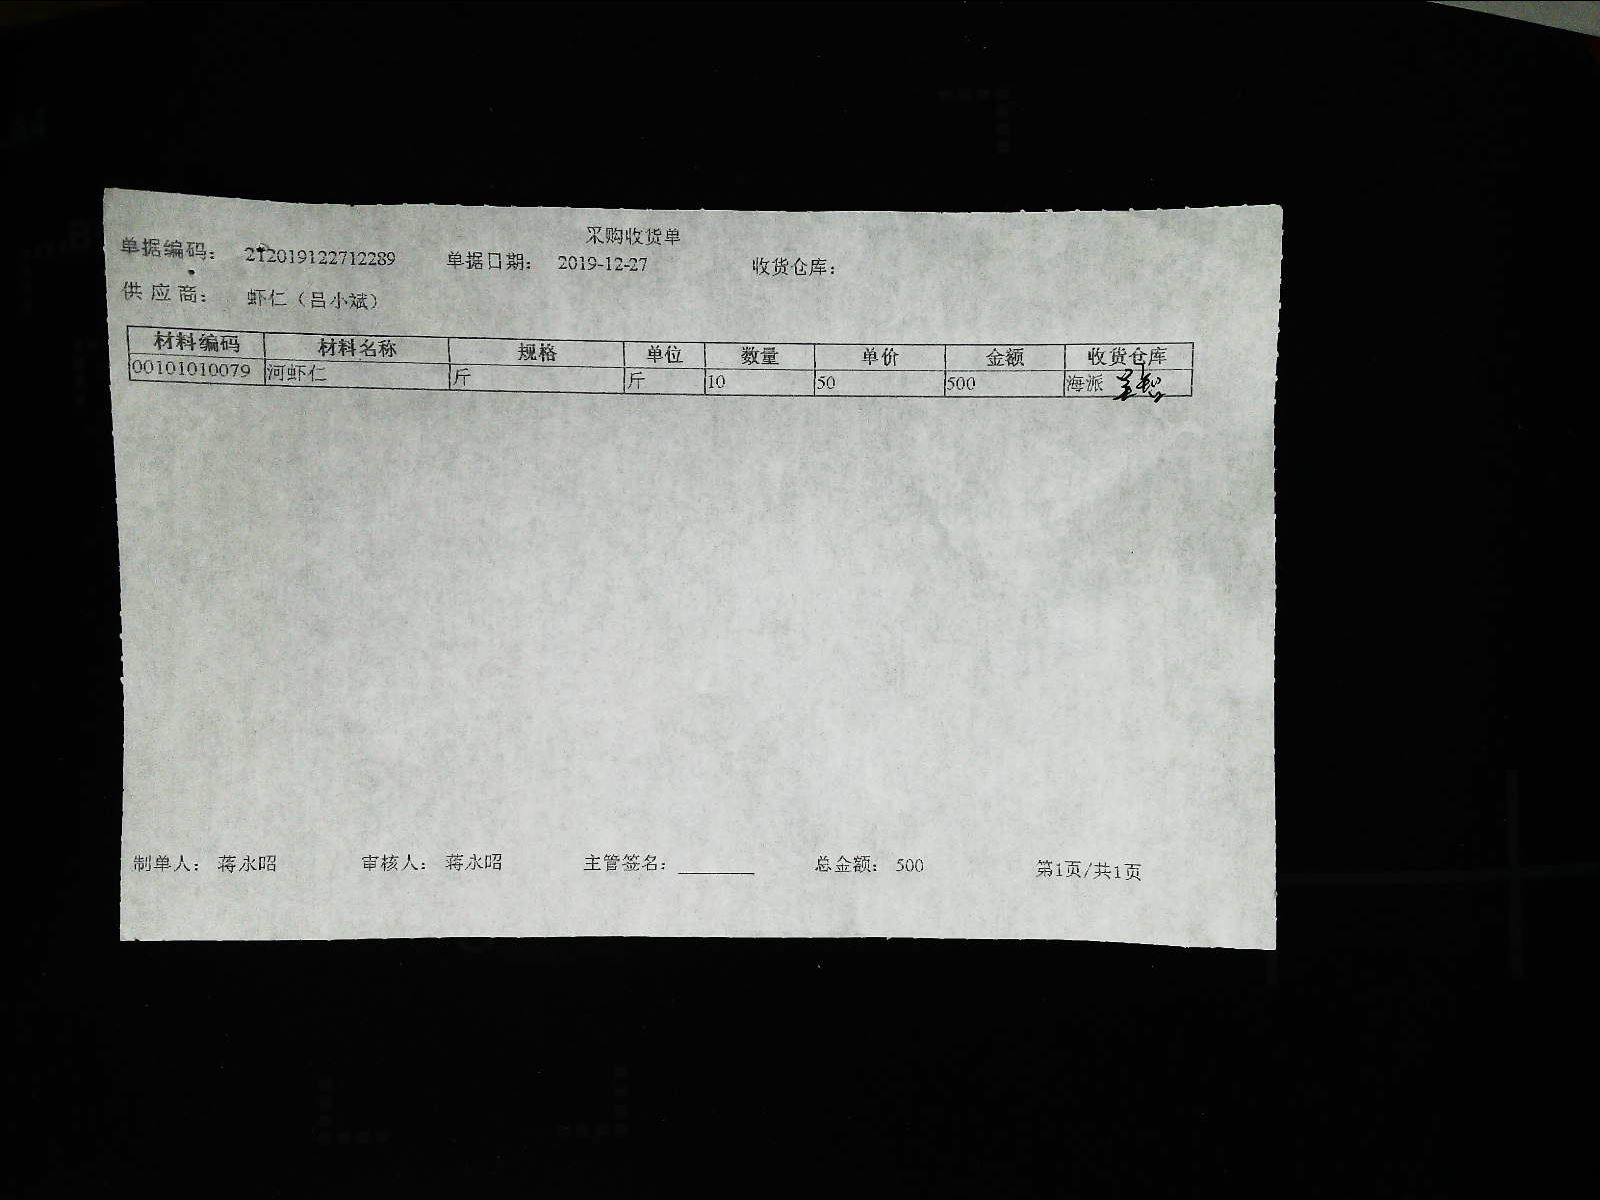 采购收货单
单据编码： 212019122712289 单据日期： 2019-12-27 收货仓库：
供应商： 虾仁（吕小斌）
材料编码 材料名称 规格 单位 数量 单价 金额 收货仓库
00101010079 河虾仁 斤 斤 10 50 500 海派
制单人： 蒋永昭 审核人： 蒋永昭 主管签名：________ 总金额： 500 第1页/共1页